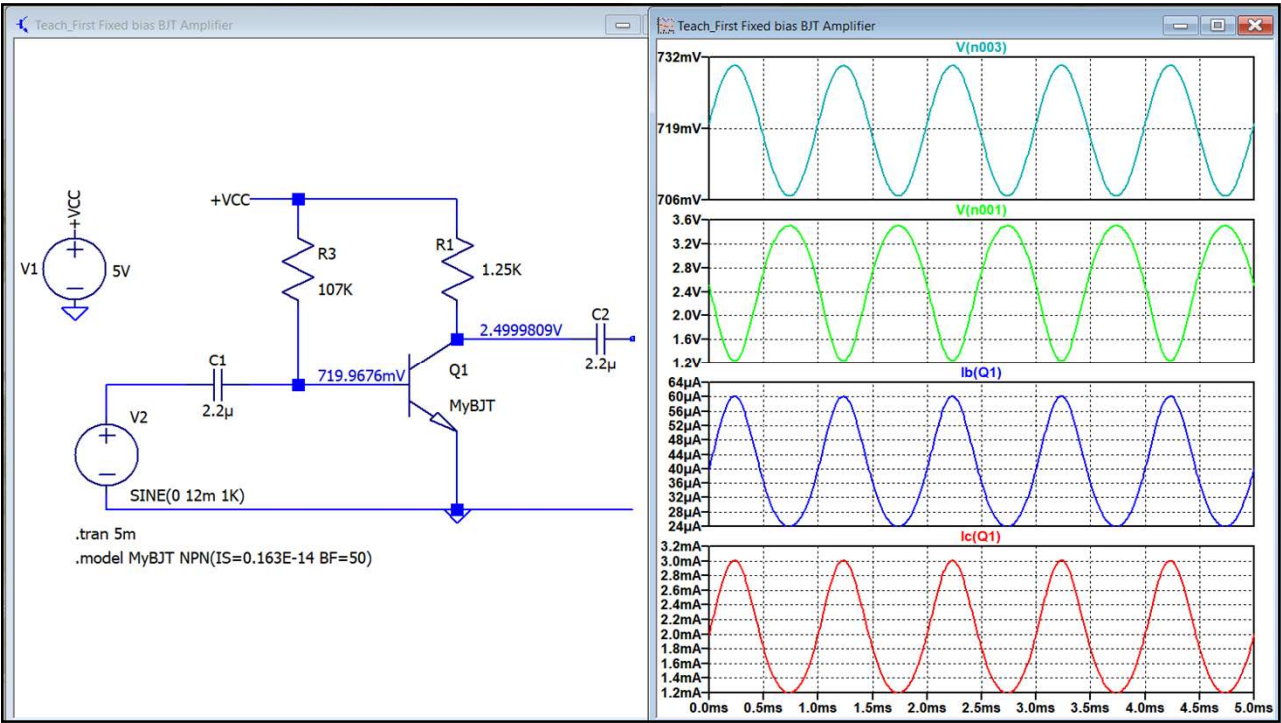 Teach_First Fixed bias BJT Amplifier
+VCC
V1
5V
+VCC
R3
107K
R1
1.25K
2.4999809V
C2
2.2µ
C1
2.2µ
719.9676mV
Q1
MyBJT
V2
SINE(0 12m 1K)
.tran 5m
.model MyBJT NPN(IS=0.163E-14 BF=50)
Teach_First Fixed bias BJT Amplifier
V(n003)
732mV
719mV
706mV
V(n001)
3.6V
3.2V
2.8V
2.4V
2.0V
1.6V
1.2V
Ib(Q1)
64µA
60µA
56µA
52µA
48µA
44µA
40µA
36µA
32µA
28µA
24µA
Ic(Q1)
3.2mA
3.0mA
2.8mA
2.6mA
2.4mA
2.2mA
2.0mA
1.8mA
1.6mA
1.4mA
1.2mA
0.0ms 0.5ms 1.0ms 1.5ms 2.0ms 2.5ms 3.0ms 3.5ms 4.0ms 4.5ms 5.0ms